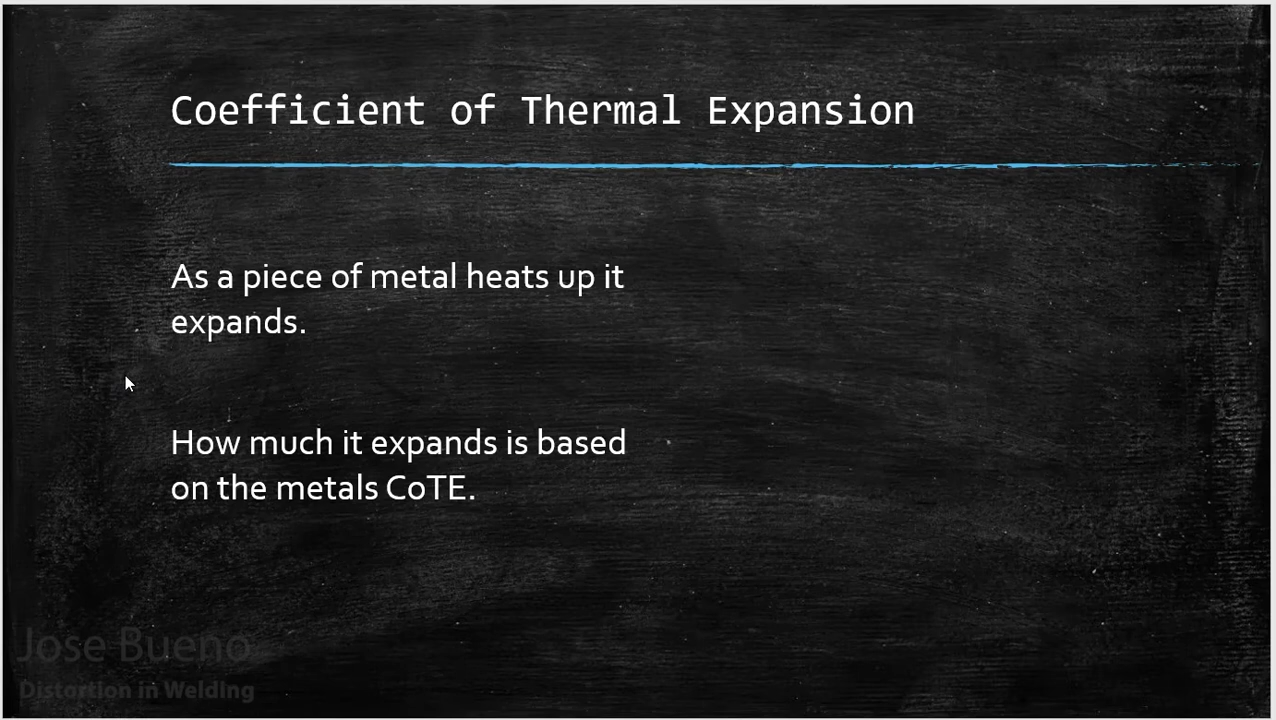 Coefficient of Thermal Expansion
As a piece of metal heats up it
expands.
How much it expands is based
on the metals CoTE.
Jose Bueno
Distortion in Welding